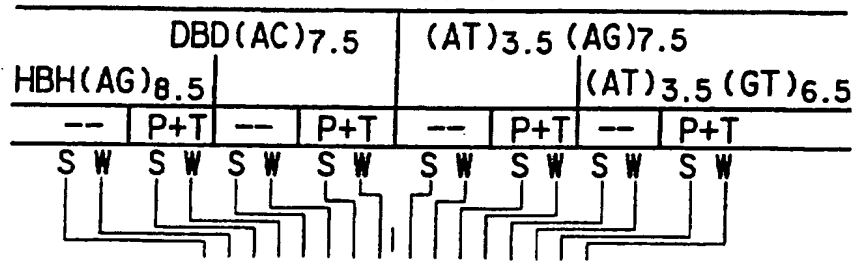 DBD(AC)7.5 (AT)3.5(AG)7.5
HBH(AG)8.5 (AT)3.5(GT)6.5
-- P+T -- P+T -- P+T -- P+T
S W S W S W S W S W S W S W S W